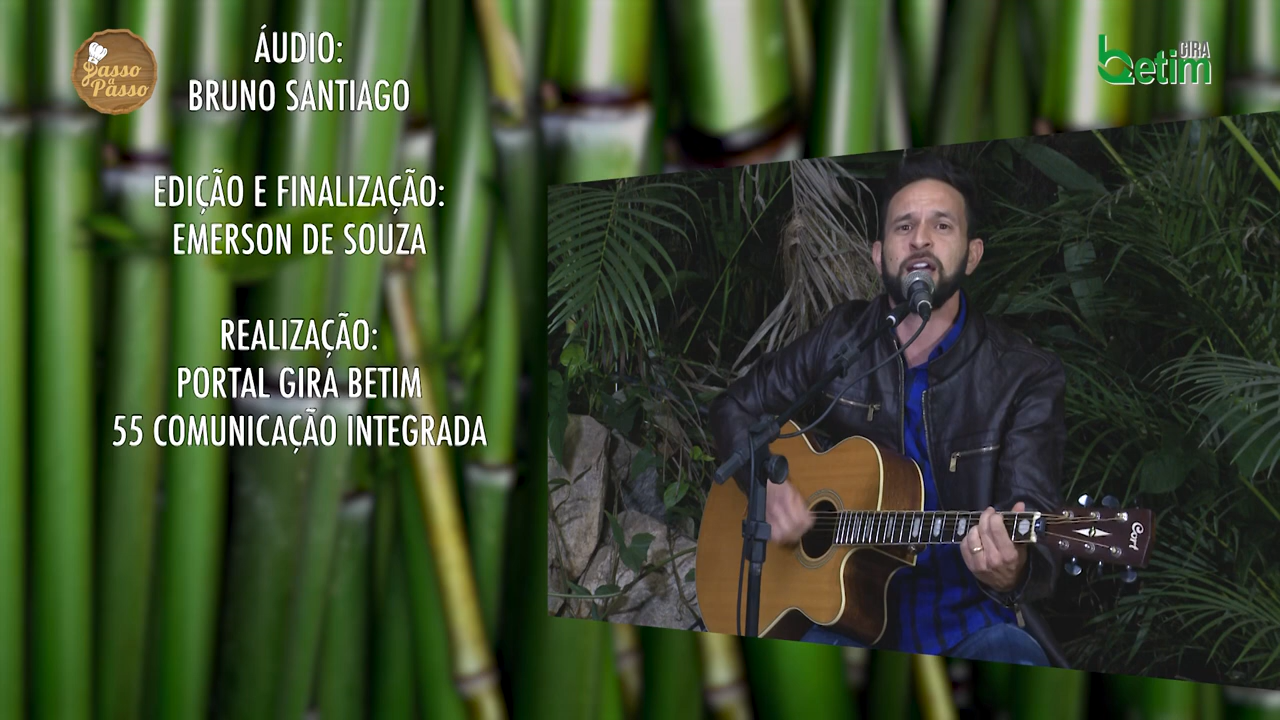 Passo
a
Passo
ÁUDIO:
BRUNO SANTIAGO
EDIÇÃO E FINALIZAÇÃO:
EMERSON DE SOUZA
REALIZAÇÃO:
PORTAL GIRA BETIM
55 COMUNICAÇÃO INTEGRADA
GIRA
betim
Cort